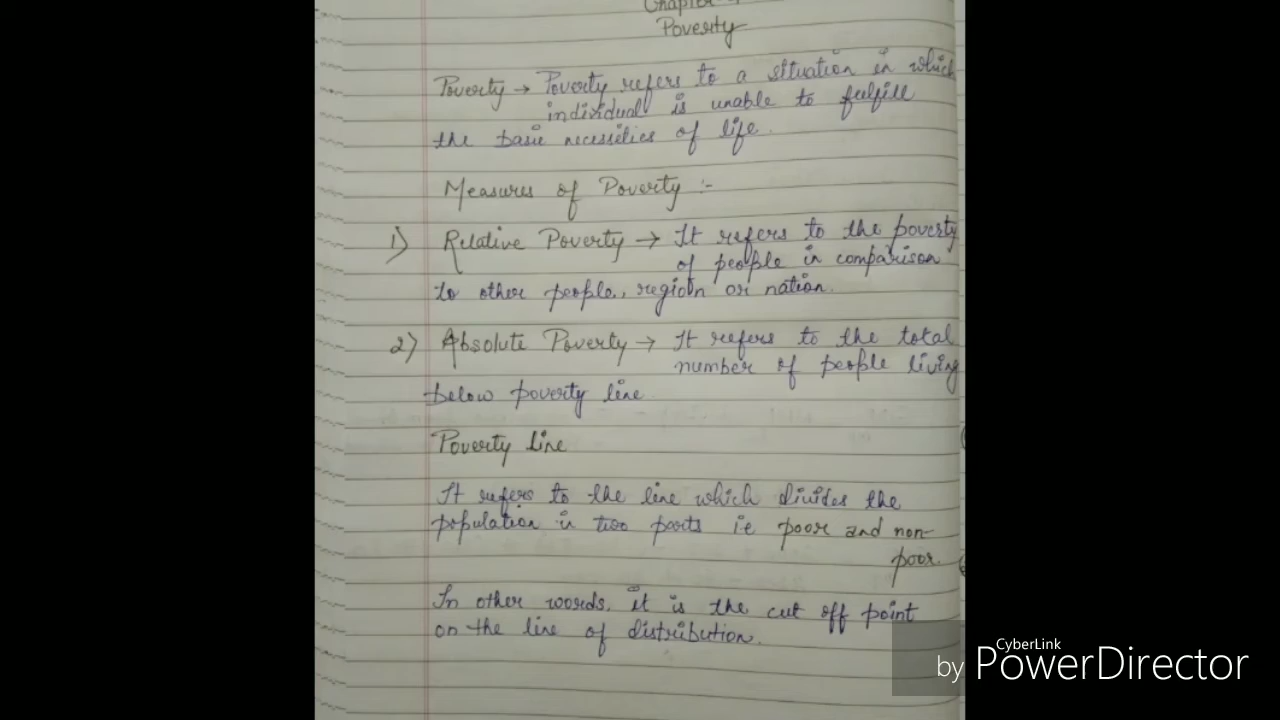 Chapter
Poverty
Poverty → Poverty refers to a situation in which
individual is unable to fulfill
the basic necessities of life.
Measures of Poverty :-
1) Relative Poverty → It refers to the poverty
of people in comparison
to other people, region or nation.
2) Absolute Poverty → It refers to the total
number of people living
below poverty line.
Poverty line
It refers to the line which divides the
population in two parts ie poor and non-
poor.
In other words, it is the cut off point
on the line of distribution.
CyberLink
by PowerDirector